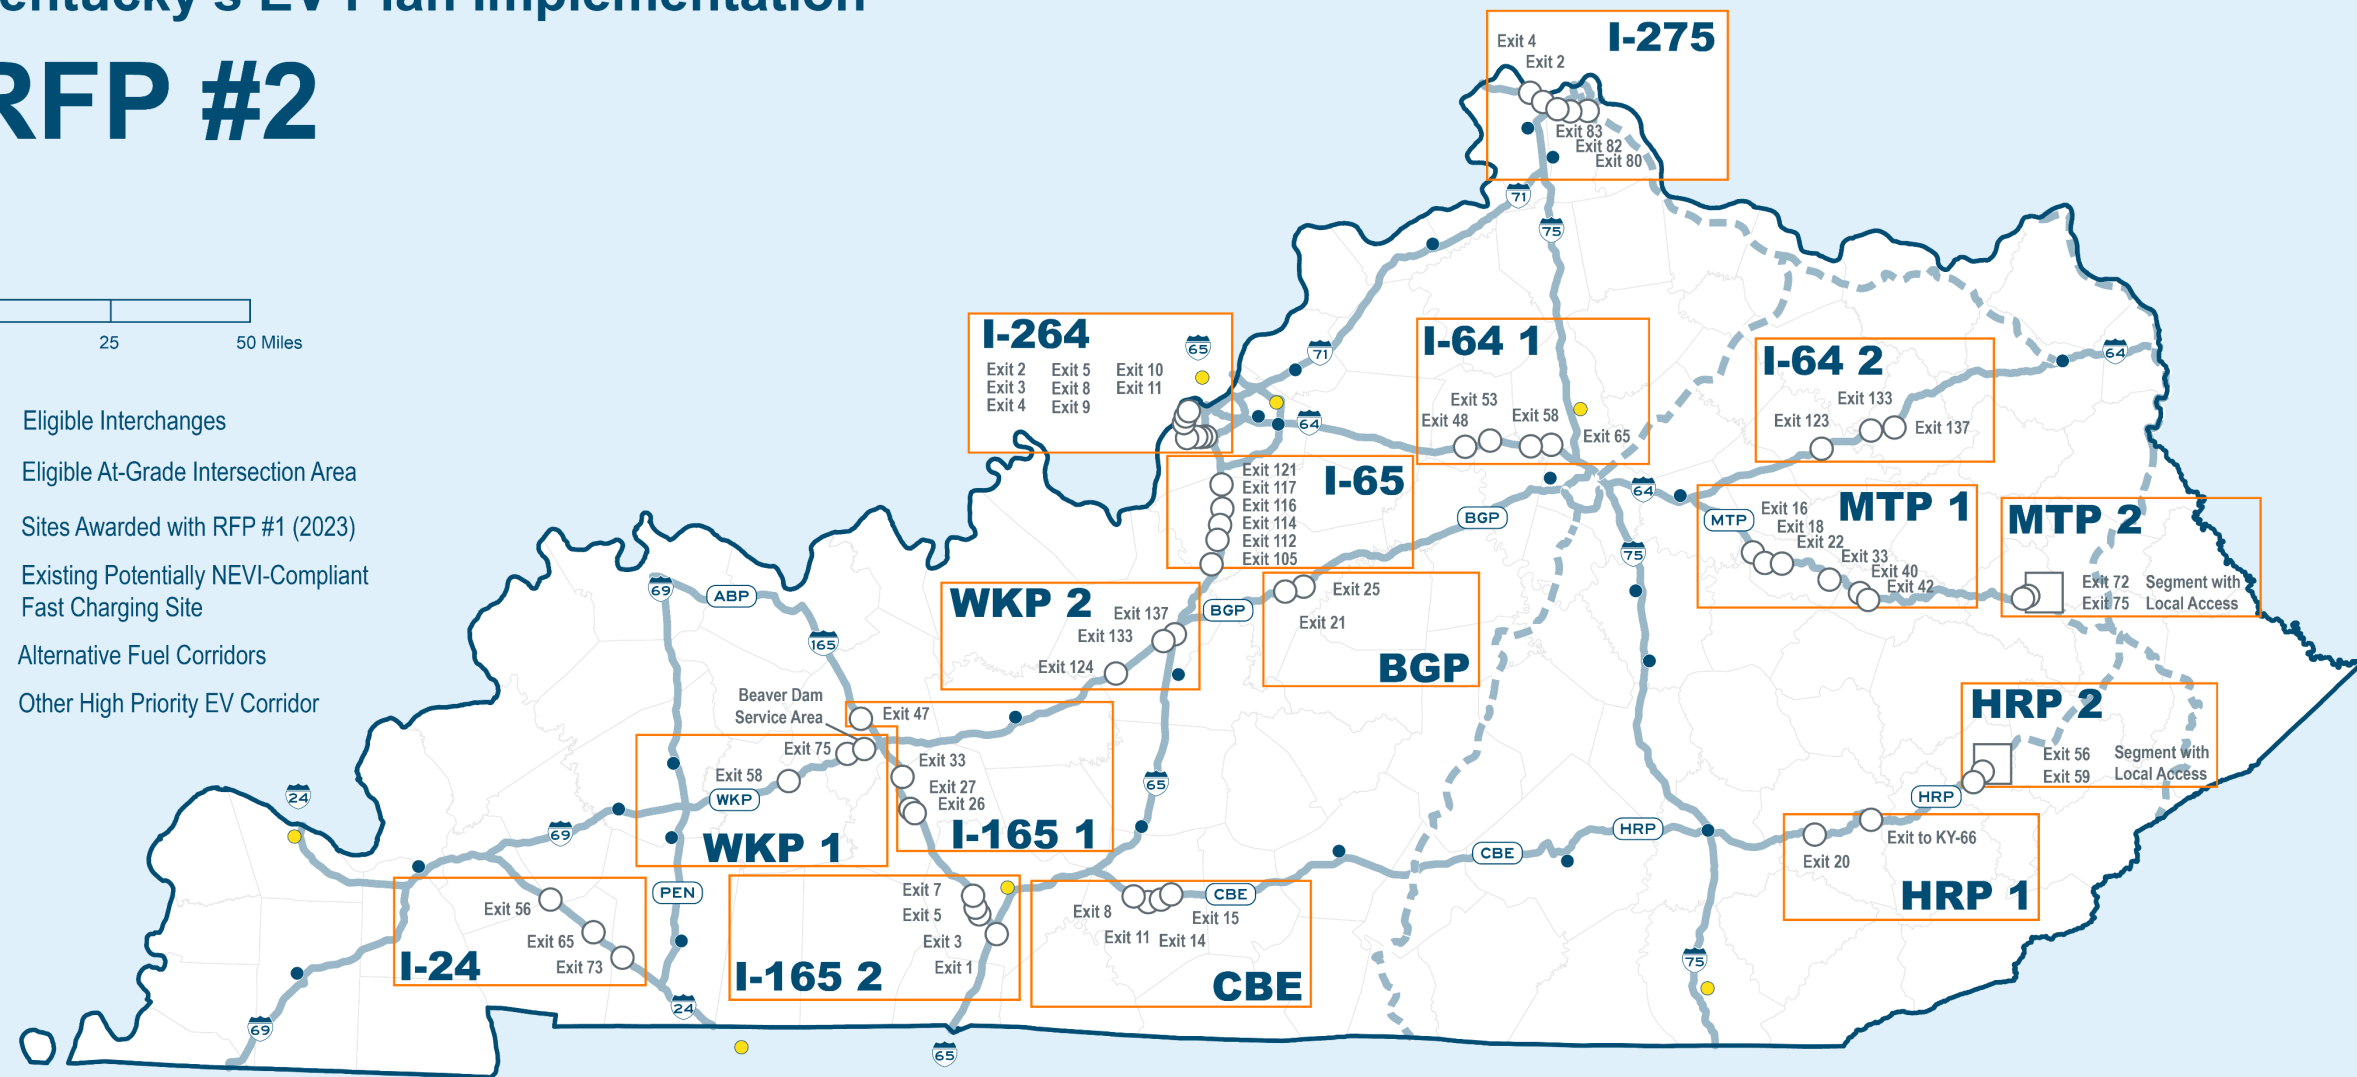 Kentucky's EV Plan Implementation
RFP #2
25
50 Miles
Eligible Interchanges
Eligible At-Grade Intersection Area
Sites Awarded with RFP #1 (2023)
Existing Potentially NEVI-Compliant
Fast Charging Site
Alternative Fuel Corridors
Other High Priority EV Corridor
I-275
Exit 4
Exit 2
Exit 83
Exit 82
Exit 80
71
75
I-264
65
Exit 2 Exit 5 Exit 10
Exit 3 Exit 8 Exit 11
Exit 4 Exit 9
71
64
I-64 1
Exit 53
Exit 48
Exit 58
Exit 65
I-64 2
Exit 133
Exit 123
Exit 137
64
I-65
Exit 121
Exit 117
Exit 116
Exit 114
Exit 112
Exit 105
BGP
64
75
MTP
MTP 1
Exit 16
Exit 18
Exit 22
Exit 33
Exit 40
Exit 42
MTP 2
Exit 72
Exit 75
Segment with
Local Access
69
ABP
165
WKP 2
Exit 137
Exit 133
Exit 124
BGP
Exit 25
Exit 21
BGP
Beaver Dam
Service Area
Exit 47
Exit 75
Exit 58
WKP
WKP 1
Exit 33
Exit 27
Exit 26
I-165 1
65
HRP 2
Exit 56
Exit 59
Segment with
Local Access
HRP
24
69
HRP
CBE
Exit 20
Exit to KY-66
HRP 1
PEN
Exit 56
Exit 65
Exit 73
I-24
Exit 7
Exit 5
Exit 3
Exit 1
I-165 2
CBE
Exit 8
Exit 11
Exit 14
Exit 15
CBE
75
69
24
65